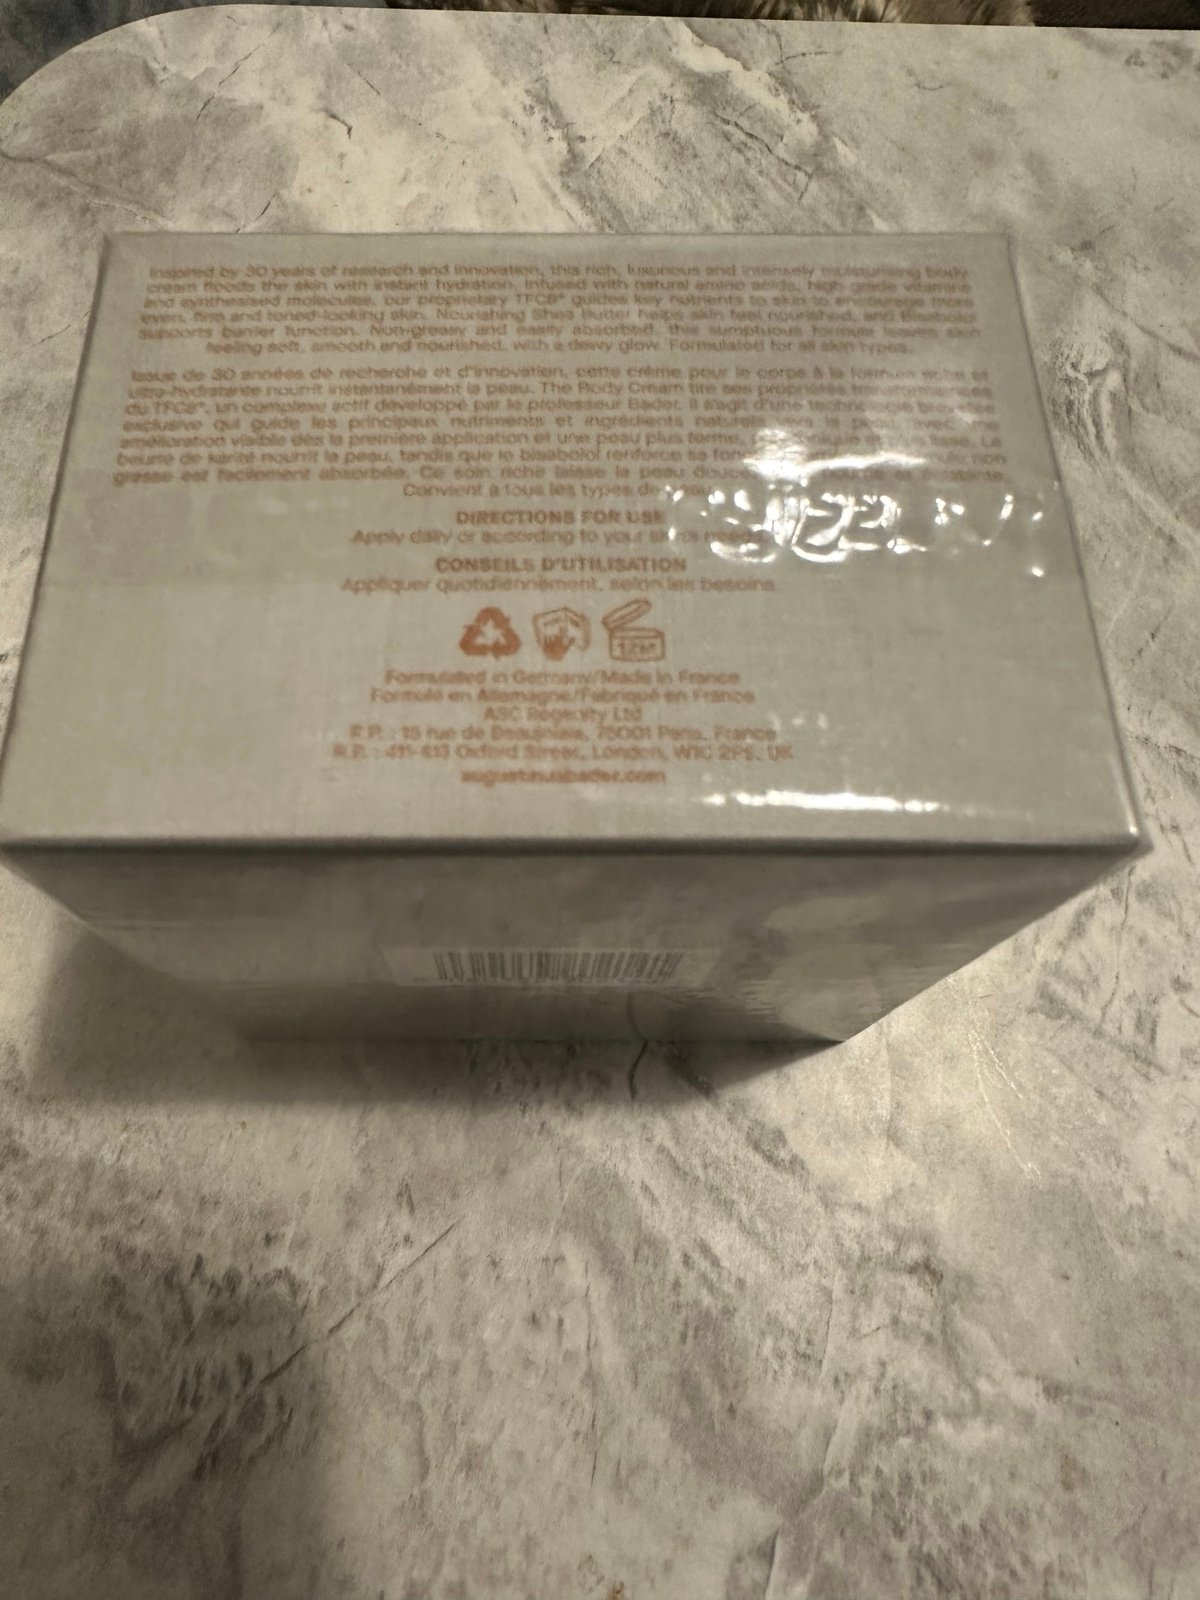 Inspired by 30 years of research and innovation, this rich, luxurious and intensely moisturising body
cream floods the skin with instant hydration. Infused with natural amino acids, high-grade vitamins
and synthesised molecules, our proprietary TFC8® guides key nutrients to skin to encourage more
even, firm and toned-looking skin. Nourishing Shea Butter helps skin feel nourished, and Bisabolol
supports barrier function. Non-greasy and easily absorbed, this sumptuous formula leaves skin
feeling soft, smooth and nourished, with a dewy glow. Formulated for all skin types.
Issue de 30 années de recherche et d'innovation, cette crème pour le corps à la formule riche et
ultra-hydratante nourrit instantanément la peau. The Body Cream tire ses propriétés
du TFC8®, un complexe actif développé par le professeur Bader. Il s'agit d'une technologie
exclusive qui guide les principaux nutriments et ingrédients naturels la peau avec une
amélioration visible dès la première application et une peau plus ferme, lisse. Le
beurre de karité nourrit la peau, tandis que le bisabolol renforce sa non
grasse est facilement absorbée. Ce soin riche laisse la peau douce et
Convient à tous les types de peau
DIRECTIONS FOR USE
Apply daily or according to your skin's needs
CONSEILS D'UTILISATION
Appliquer quotidiennement, selon les besoins
12M
Formulated in Germany/Made in France
Formulé en Allemagne/Fabriqué en France
ASC Regenity Ltd
R.P. : 15 rue de Beaujolais, 75001 Paris, France
R.P. : 411-413 Oxford Street, London, W1C 2PE, UK
augustinusbader.com